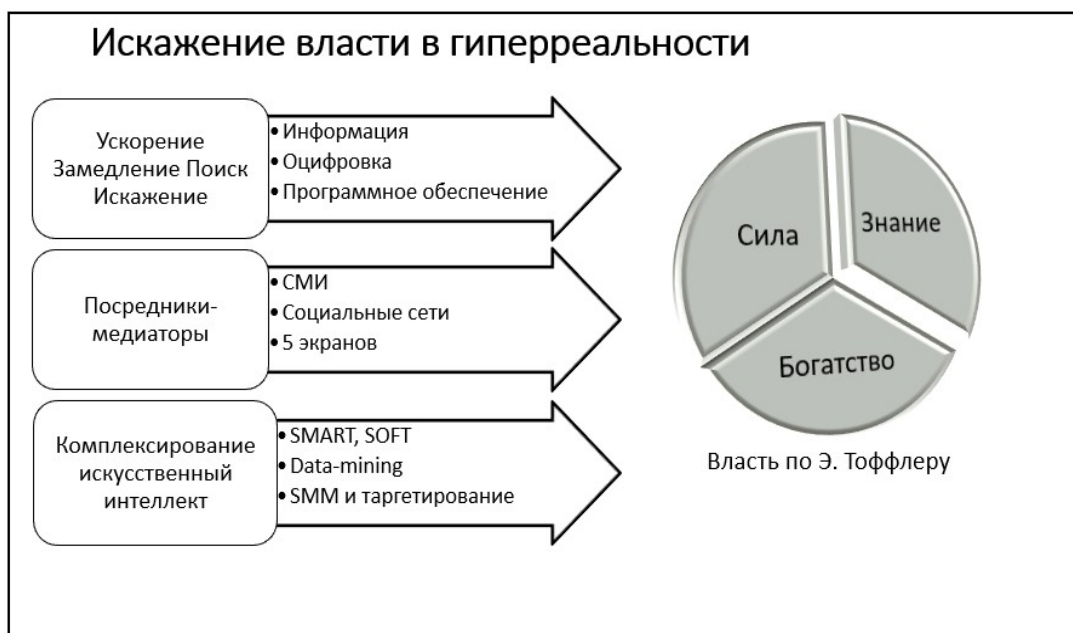 Искажение власти в гиперреальности
Ускорение
Замедление Поиск
Искажение
• Информация
• Оцифровка
• Программное обеспечение
Посредники-
медиаторы
• СМИ
• Социальные сети
• 5 экранов
Комплексирование
искусственный
интеллект
• SMART, SOFT
• Data-mining
• SMM и таргетирование
Сила
Знание
Богатство
Власть по Э. Тоффлеру